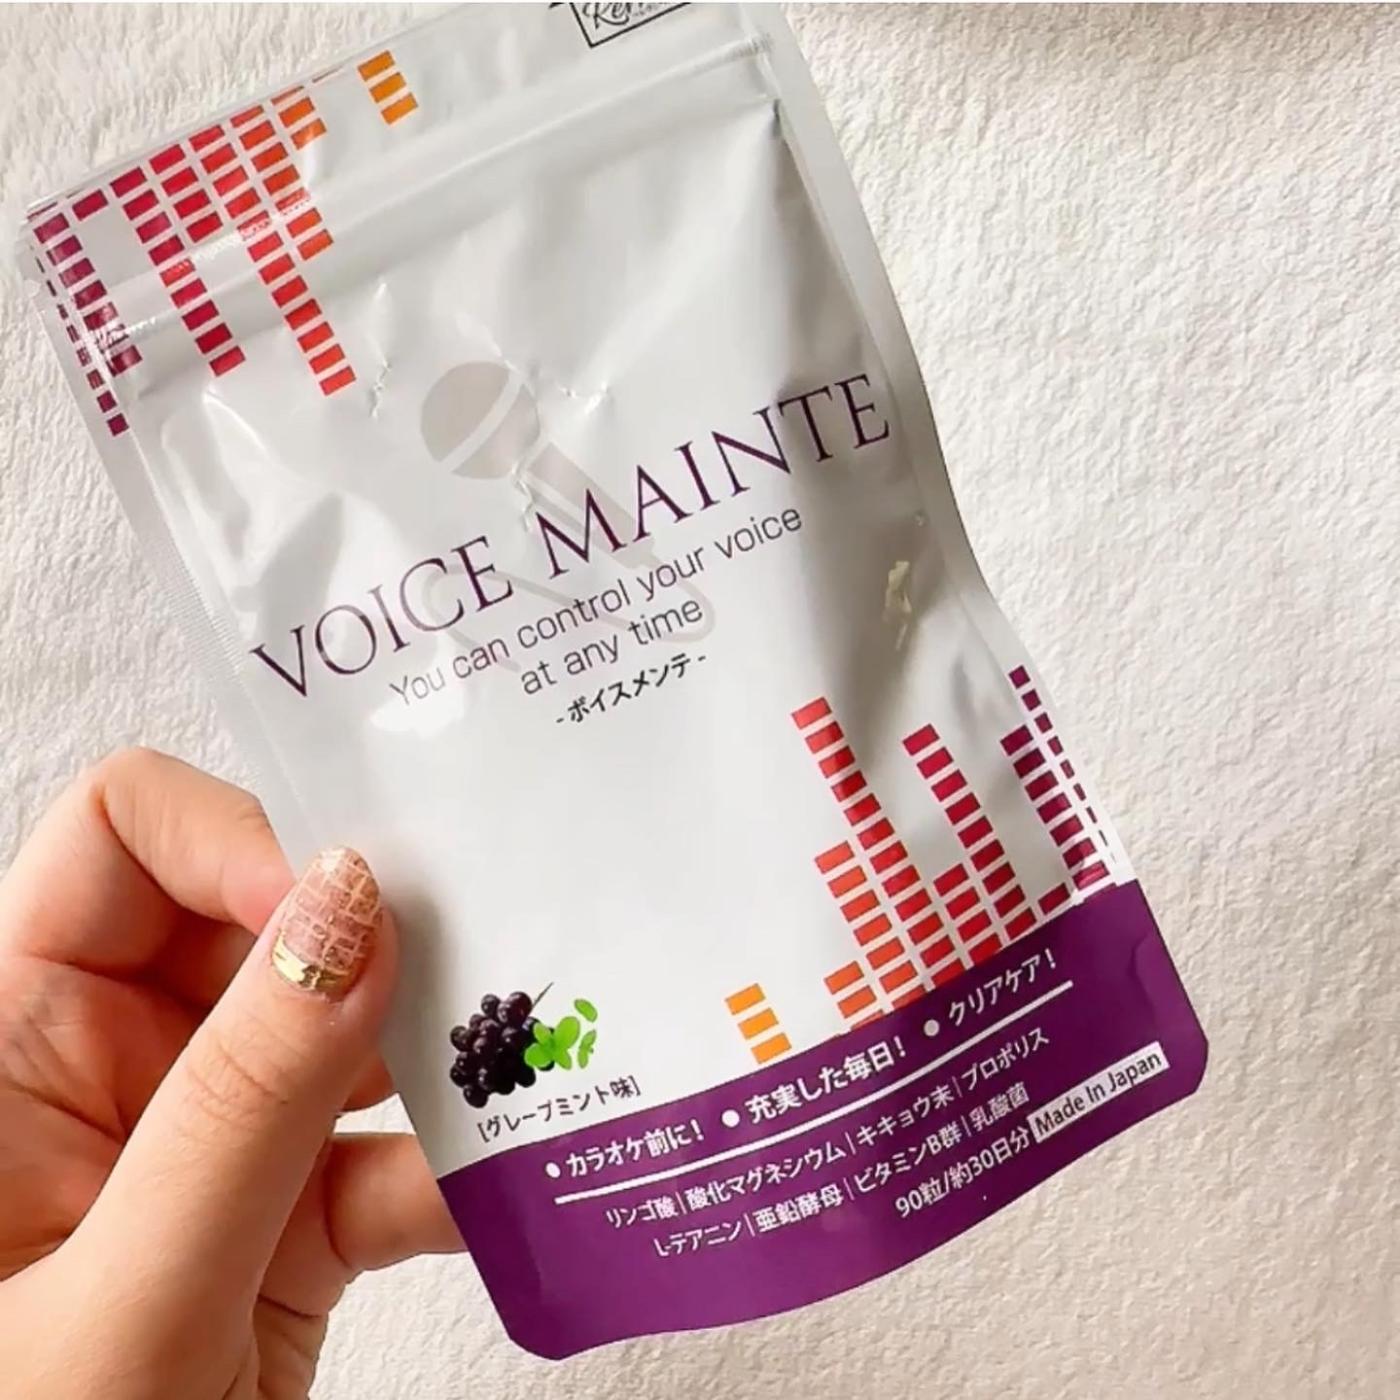 VOICE MAINTE
You can control your voice
at any time
-ボイスメンテ-
[グレープミント味]
●カラオケ前に! ●充実した毎日! ●クリアケア!
リンゴ酸|酸化マグネシウム|キキョウ末|プロポリス
L-テアニン|亜鉛酵母|ビタミンB群|乳酸菌
90粒/約30日分 Made In Japan